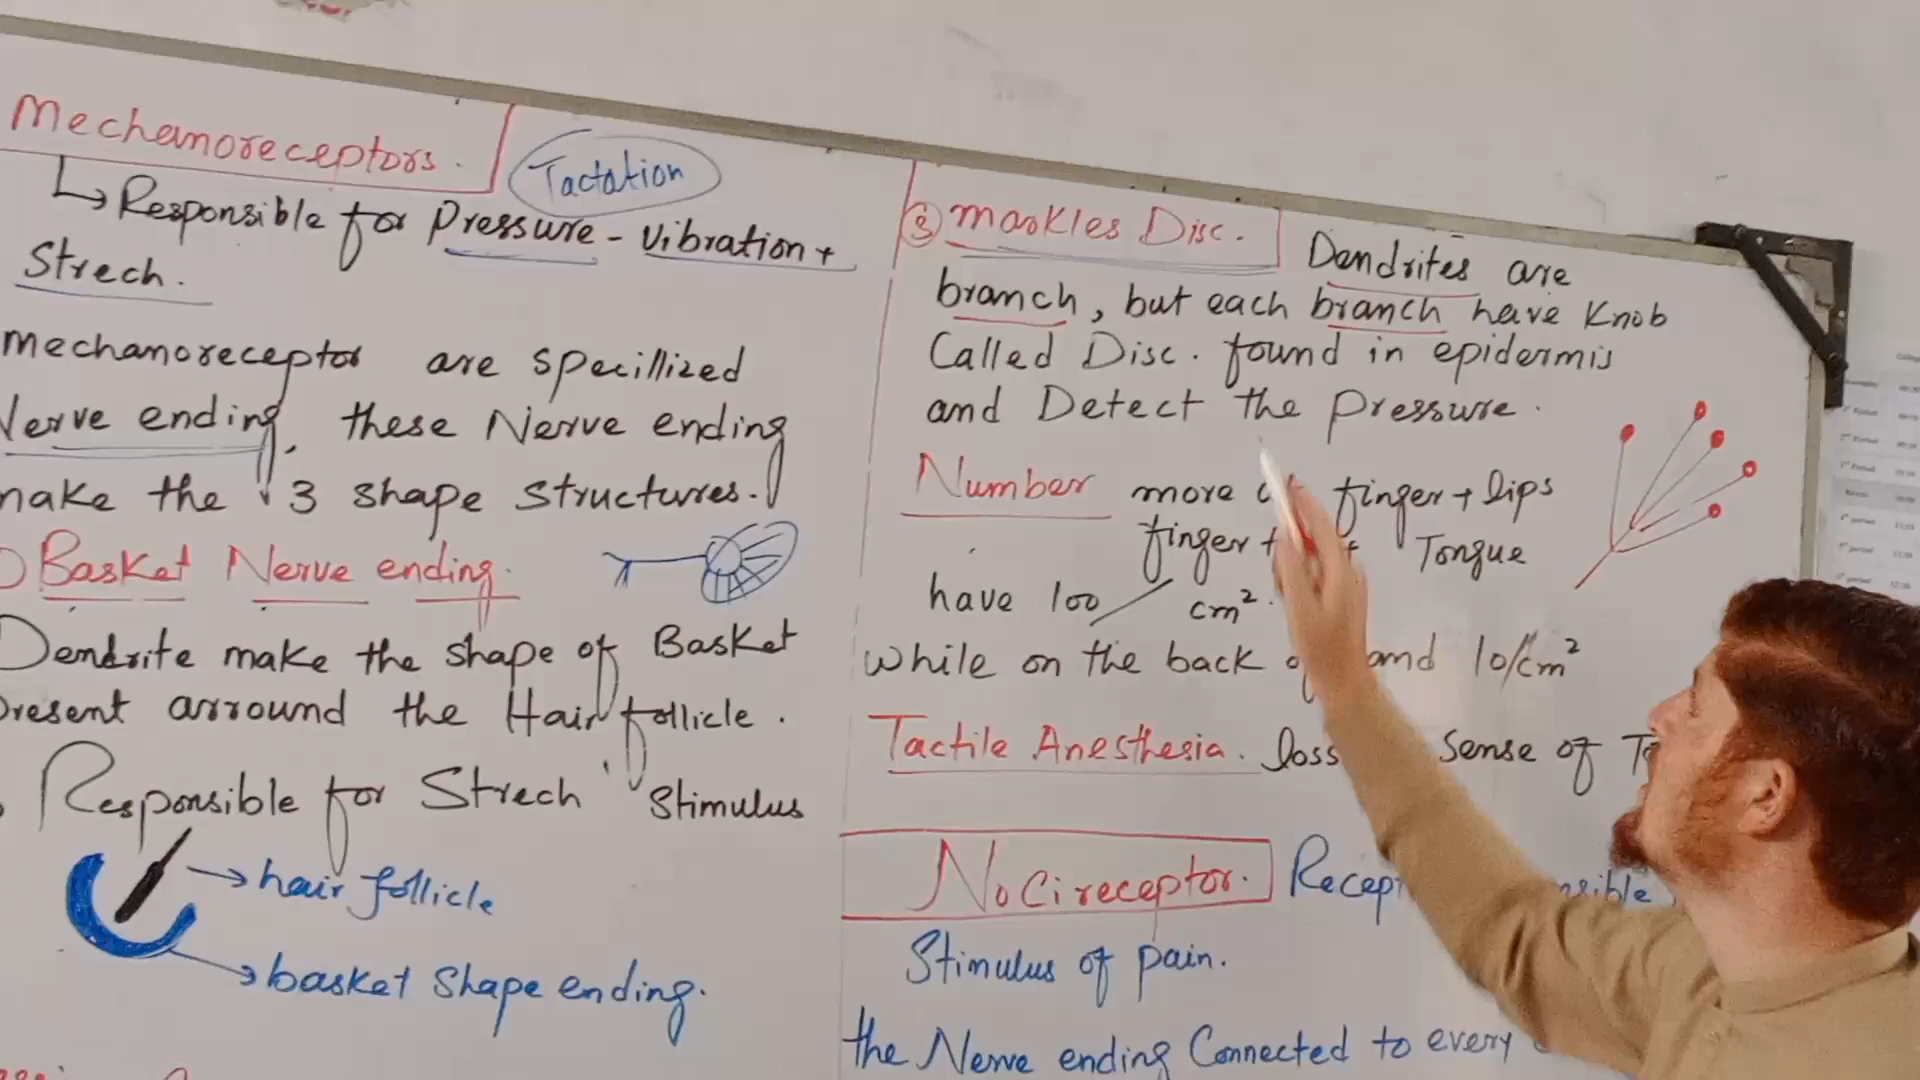 Mechanoreceptors.
Tactation
Responsible for Pressure - Vibration +
Strech.
mechanoreceptor are specillized
Nerve ending, these Nerve ending
make the 3 shape structures.
Basket Nerve ending.
Dendrite make the shape of Basket
Present arround the Hair follicle.
Responsible for Strech Stimulus
hair follicle
basket shape ending.
③ markles Disc. Dendrites are
branch, but each branch have Knob
Called Disc. found in epidermis
and Detect the pressure.
Number more finger + lips
finger + Tongue
have 100/cm²
While on the back 10/cm²
Tactile Anesthesia. loss sense of
Nocireceptor.
Stimulus of pain.
the Nerve ending Connected to every